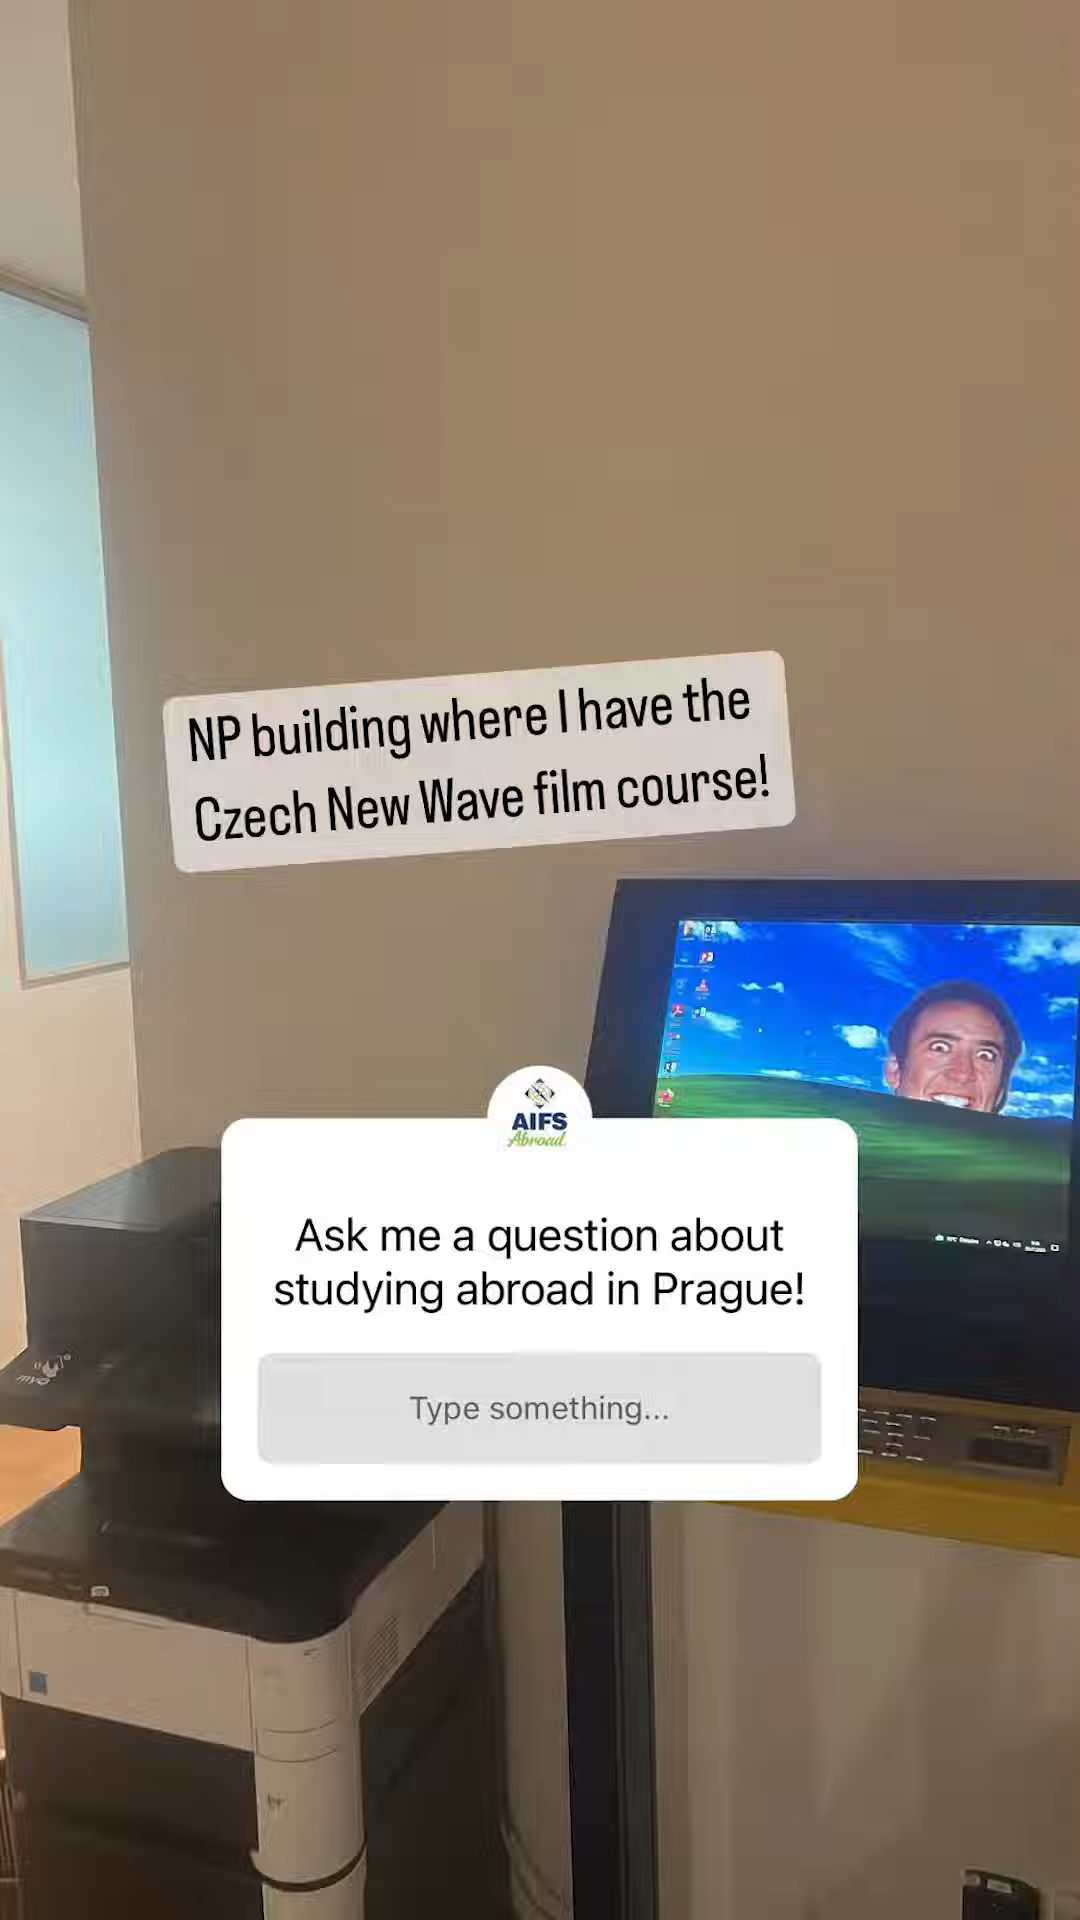 NP building where I have the
Czech New Wave film course!
AIFS
Abroad
Ask me a question about
studying abroad in Prague!
Type something...